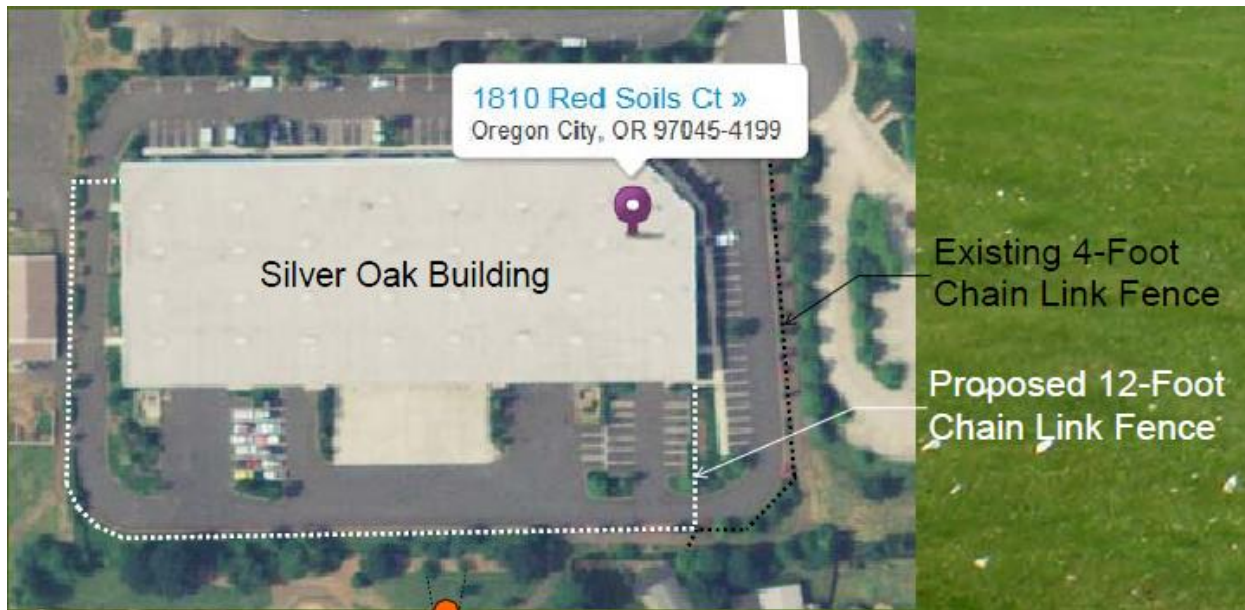 1810 Red Soils Ct »
Oregon City, OR 97045-4199
Silver Oak Building
Existing 4-Foot
Chain Link Fence
Proposed 12-Foot
Chain Link Fence